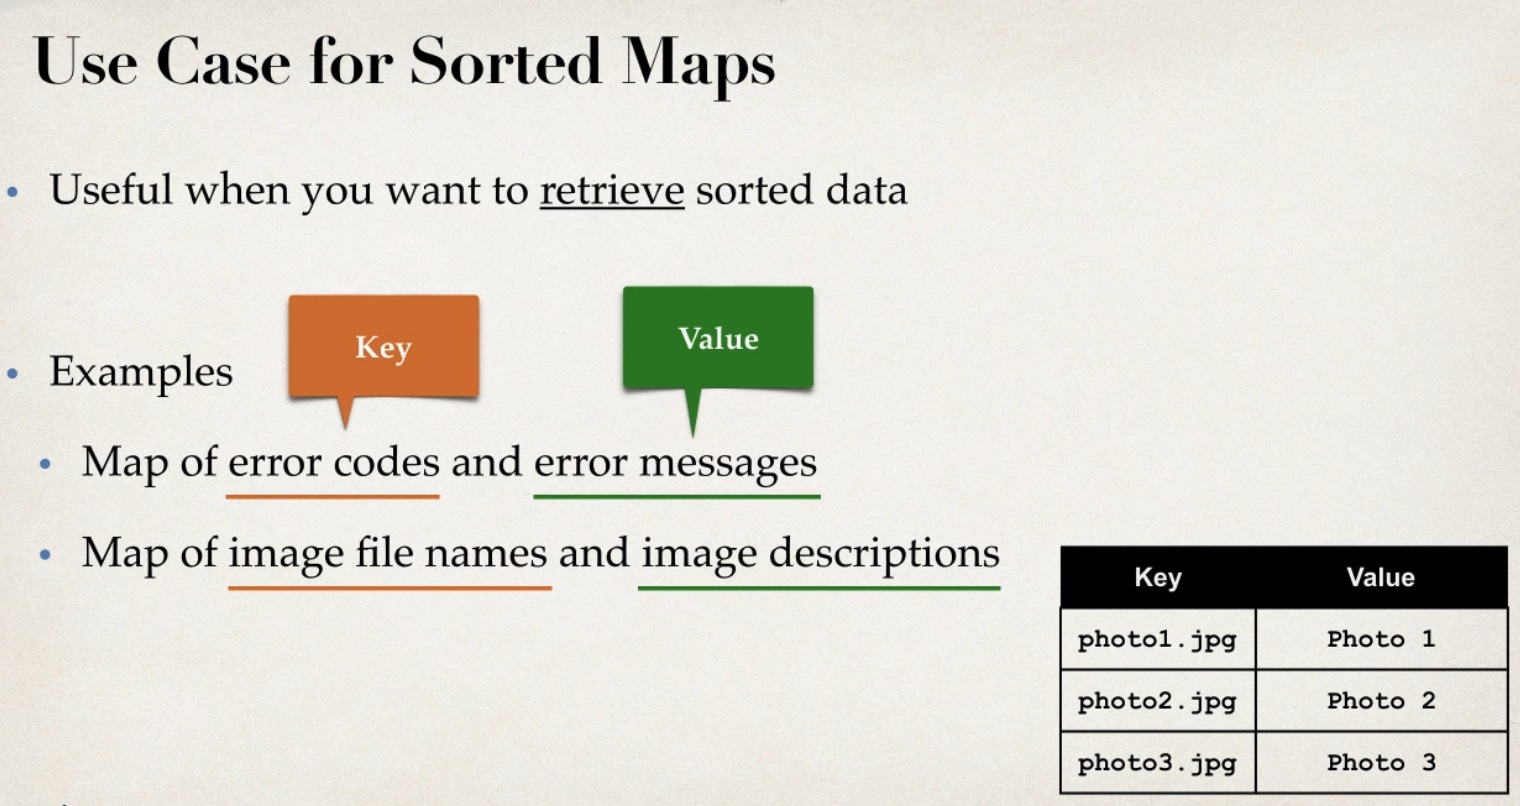 Use Case for Sorted Maps
• Useful when you want to retrieve sorted data
Key
Value
• Examples
• Map of error codes and error messages
• Map of image file names and image descriptions
Key Value
photo1.jpg Photo 1
photo2.jpg Photo 2
photo3.jpg Photo 3